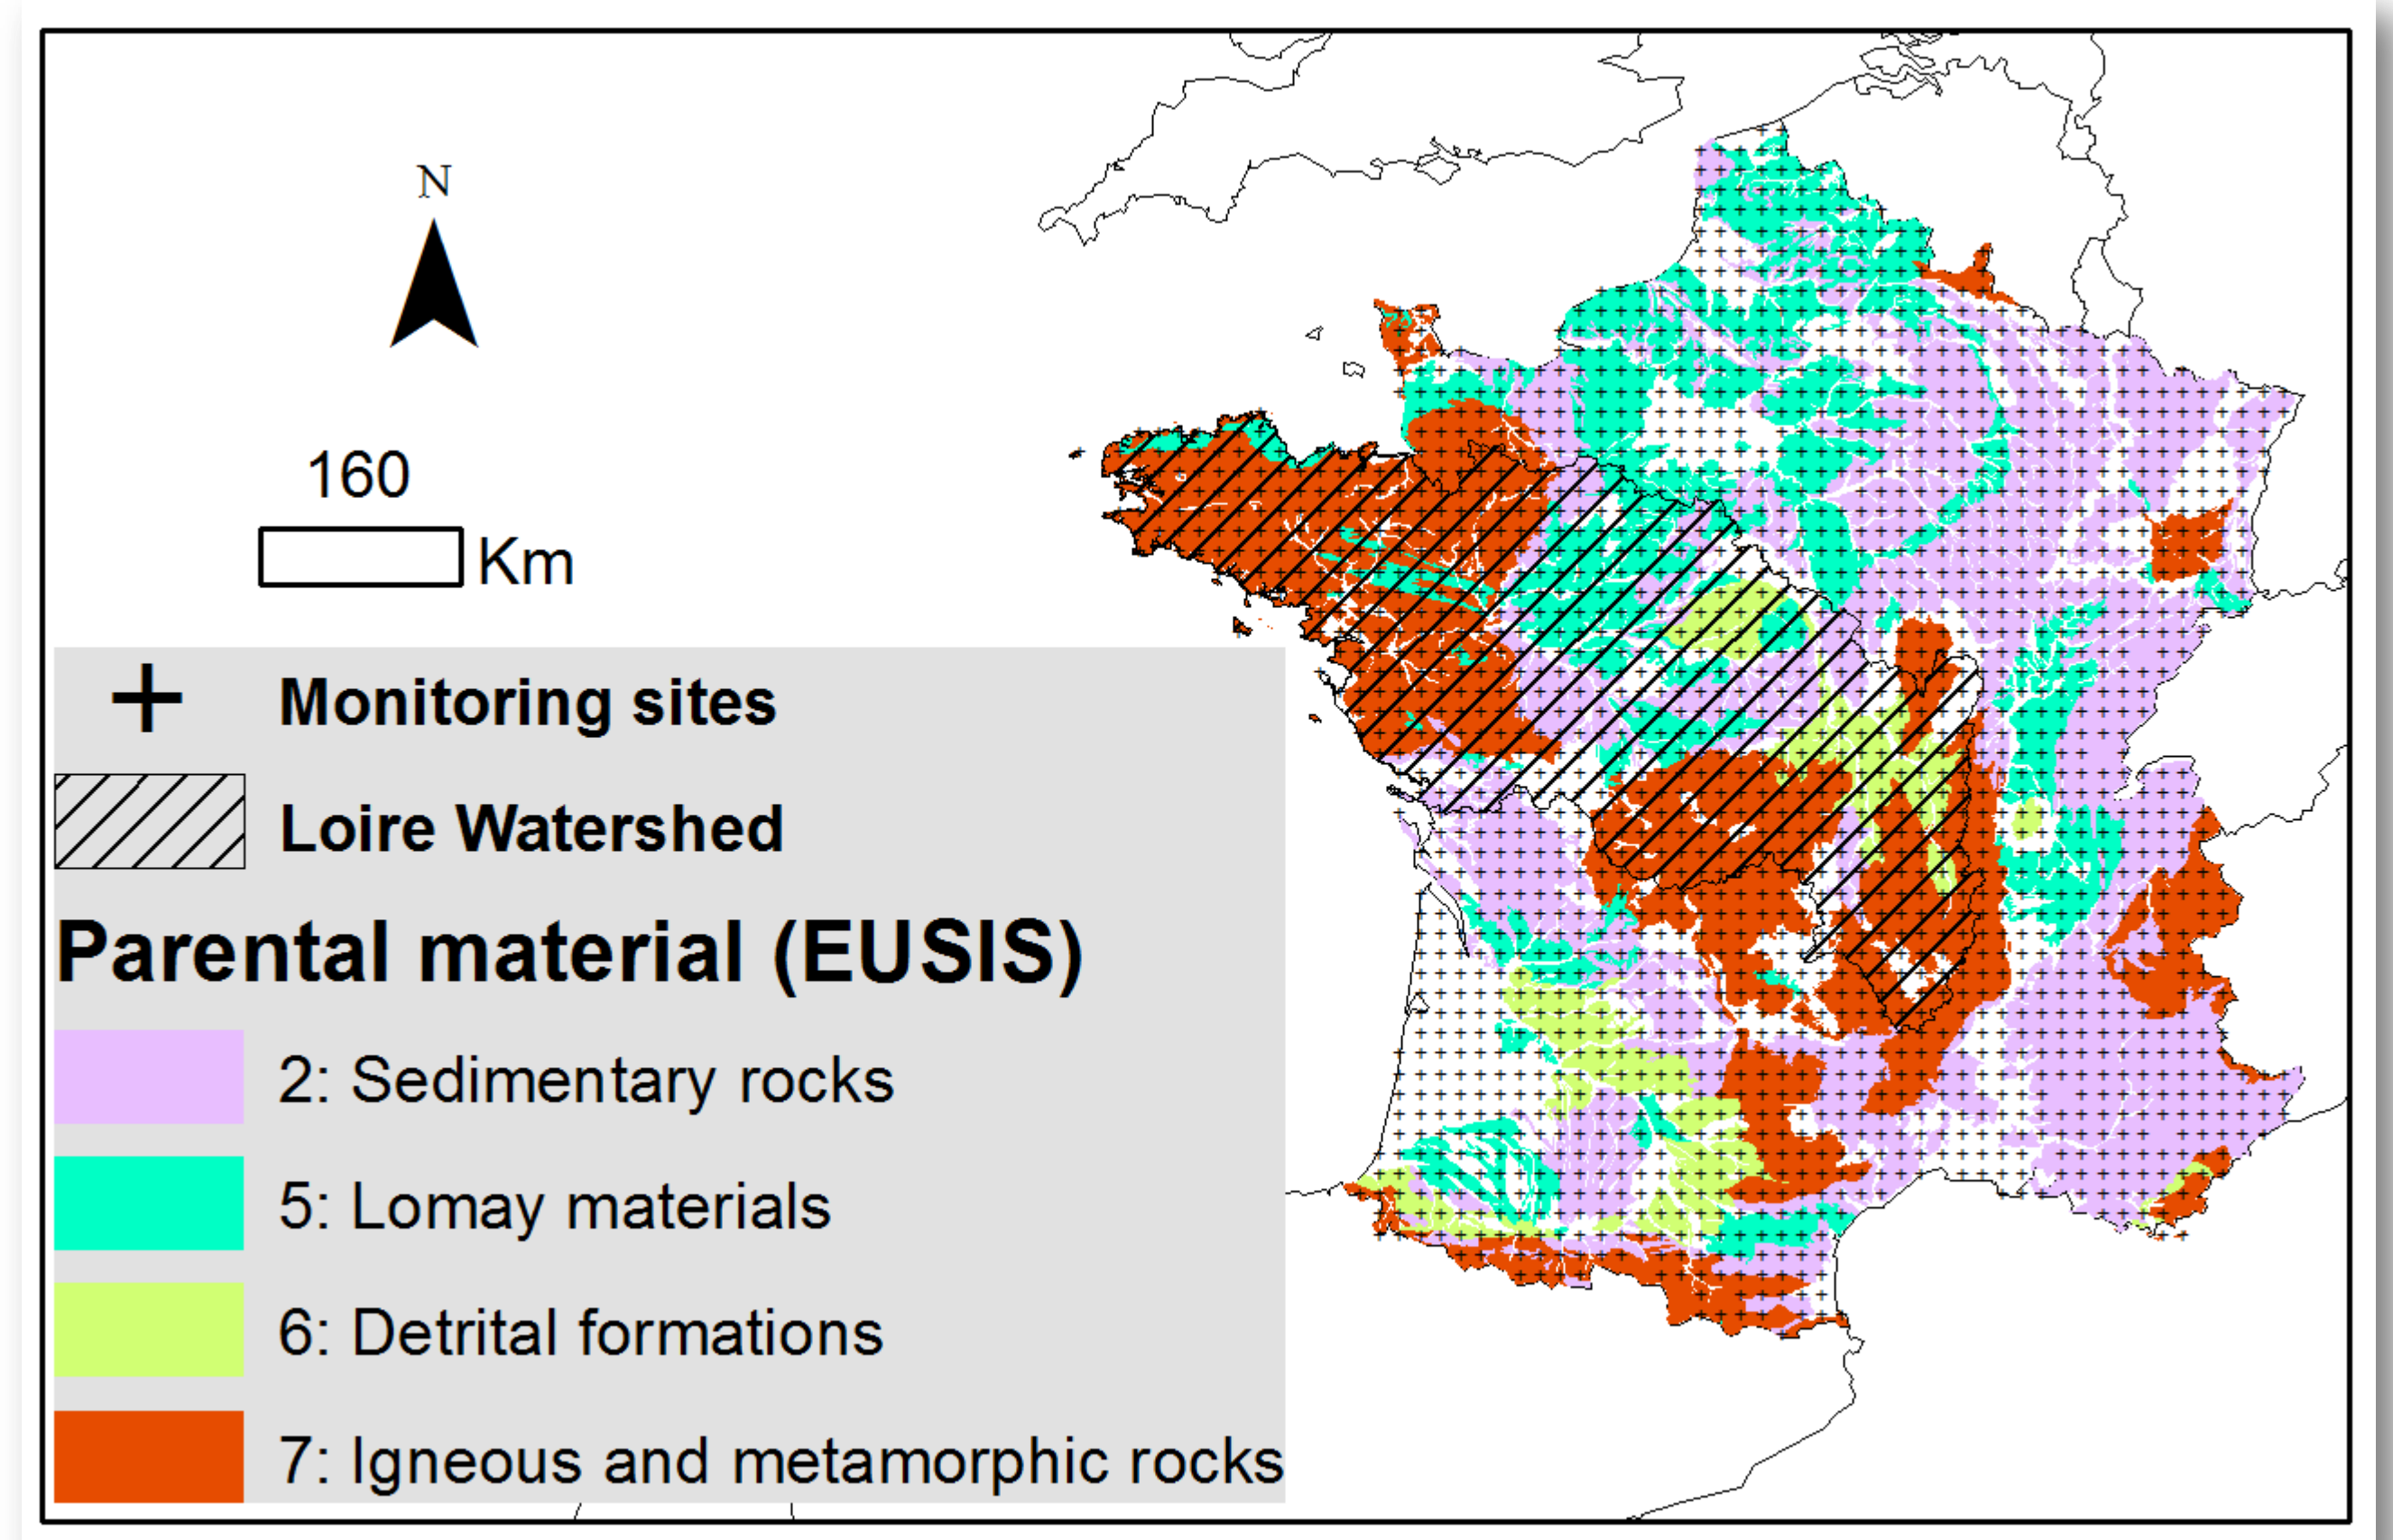 N
160
Km
Monitoring sites
Loire Watershed
Parental material (EUSIS)
2: Sedimentary rocks
5: Lomay materials
6: Detrital formations
7: Igneous and metamorphic rocks